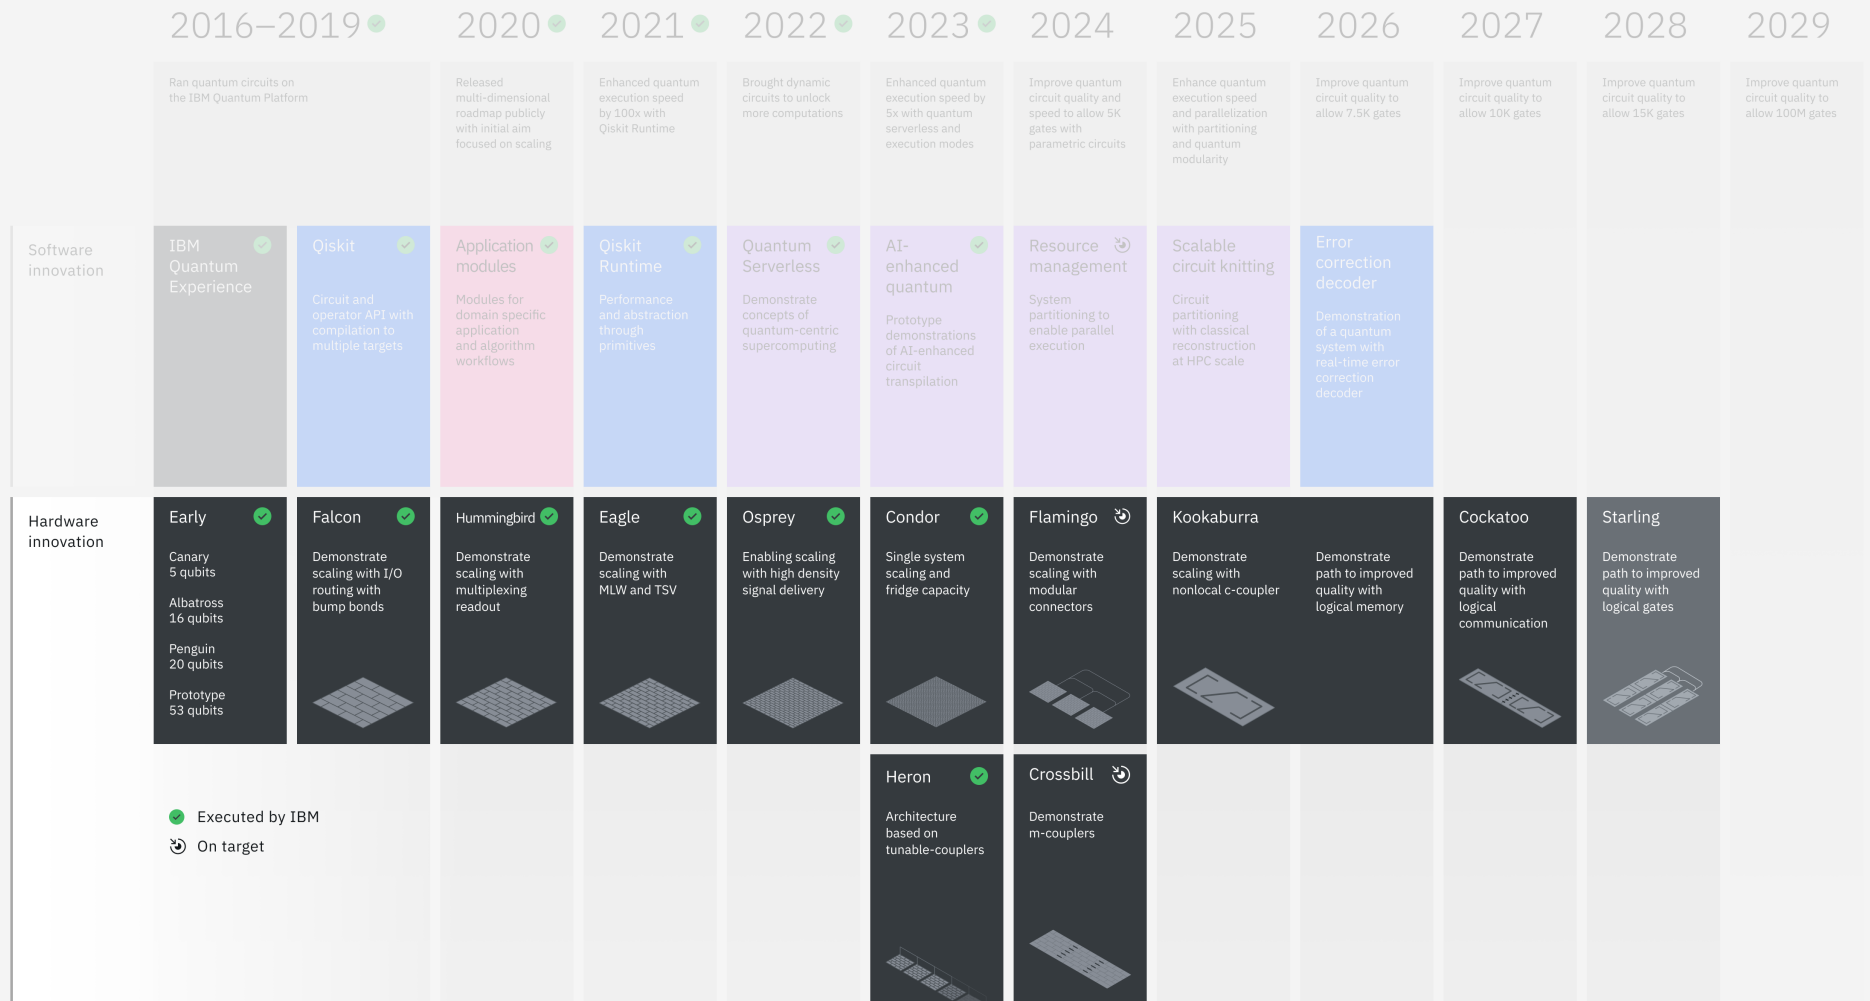 2016–2019
2020
2021
2022
2023
2024
2025
2026
2027
2028
2029
Ran quantum circuits on
the IBM Quantum Platform
Released
multi-dimensional
roadmap publicly
with initial aim
focused on scaling
Enhanced quantum
execution speed
by 100x with
Qiskit Runtime
Brought dynamic
circuits to unlock
more computations
Enhanced quantum
execution speed by
5x with quantum
serverless and
execution modes
Improve quantum
circuit quality and
speed to allow 5K
gates with
parametric circuits
Enhance quantum
execution speed
and parallelization
with partitioning
and quantum
modularity
Improve quantum
circuit quality to
allow 7.5K gates
Improve quantum
circuit quality to
allow 10K gates
Improve quantum
circuit quality to
allow 15K gates
Improve quantum
circuit quality to
allow 100M gates
Software
innovation
IBM
Quantum
Experience
Qiskit
Circuit and
operator API with
compilation to
multiple targets
Application
modules
Modules for
domain specific
application
and algorithm
workflows
Qiskit
Runtime
Performance
and abstraction
through
primitives
Quantum
Serverless
Demonstrate
concepts of
quantum-centric
supercomputing
AI-
enhanced
quantum
Prototype
demonstrations
of AI-enhanced
circuit
transpilation
Resource
management
System
partitioning to
enable parallel
execution
Scalable
circuit knitting
Circuit
partitioning
with classical
reconstruction
at HPC scale
Error
correction
decoder
Demonstration
of a quantum
system with
real-time error
correction
decoder
Hardware
innovation
Early
Canary
5 qubits
Albatross
16 qubits
Penguin
20 qubits
Prototype
53 qubits
Falcon
Demonstrate
scaling with I/O
routing with
bump bonds
Hummingbird
Demonstrate
scaling with
multiplexing
readout
Eagle
Demonstrate
scaling with
MLW and TSV
Osprey
Enabling scaling
with high density
signal delivery
Condor
Single system
scaling and
fridge capacity
Flamingo
Demonstrate
scaling with
modular
connectors
Kookaburra
Demonstrate
scaling with
nonlocal c-coupler
Demonstrate
path to improved
quality with
logical memory
Cockatoo
Demonstrate
path to improved
quality with
logical
communication
Starling
Demonstrate
path to improved
quality with
logical gates
Heron
Architecture
based on
tunable-couplers
Crossbill
Demonstrate
m-couplers
Executed by IBM
On target